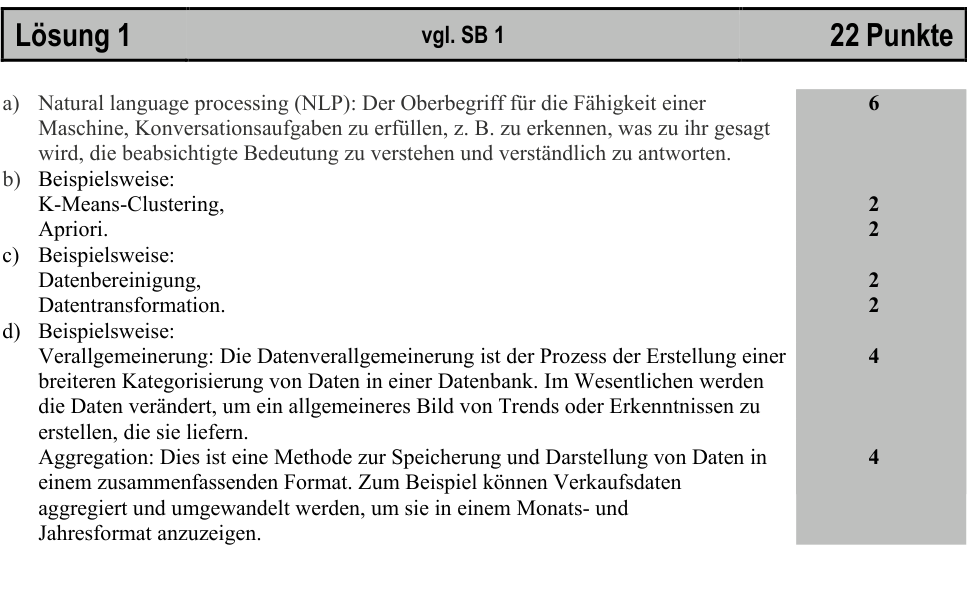 Lösung 1 vgl. SB 1 22 Punkte
a) Natural language processing (NLP): Der Oberbegriff für die Fähigkeit einer 6
Maschine, Konversationsaufgaben zu erfüllen, z. B. zu erkennen, was zu ihr gesagt
wird, die beabsichtigte Bedeutung zu verstehen und verständlich zu antworten.
b) Beispielsweise:
K-Means-Clustering, 2
Apriori. 2
c) Beispielsweise:
Datenbereinigung, 2
Datentransformation. 2
d) Beispielsweise:
Verallgemeinerung: Die Datenverallgemeinerung ist der Prozess der Erstellung einer 4
breiteren Kategorisierung von Daten in einer Datenbank. Im Wesentlichen werden
die Daten verändert, um ein allgemeineres Bild von Trends oder Erkenntnissen zu
erstellen, die sie liefern.
Aggregation: Dies ist eine Methode zur Speicherung und Darstellung von Daten in 4
einem zusammenfassenden Format. Zum Beispiel können Verkaufsdaten
aggregiert und umgewandelt werden, um sie in einem Monats- und
Jahresformat anzuzeigen.